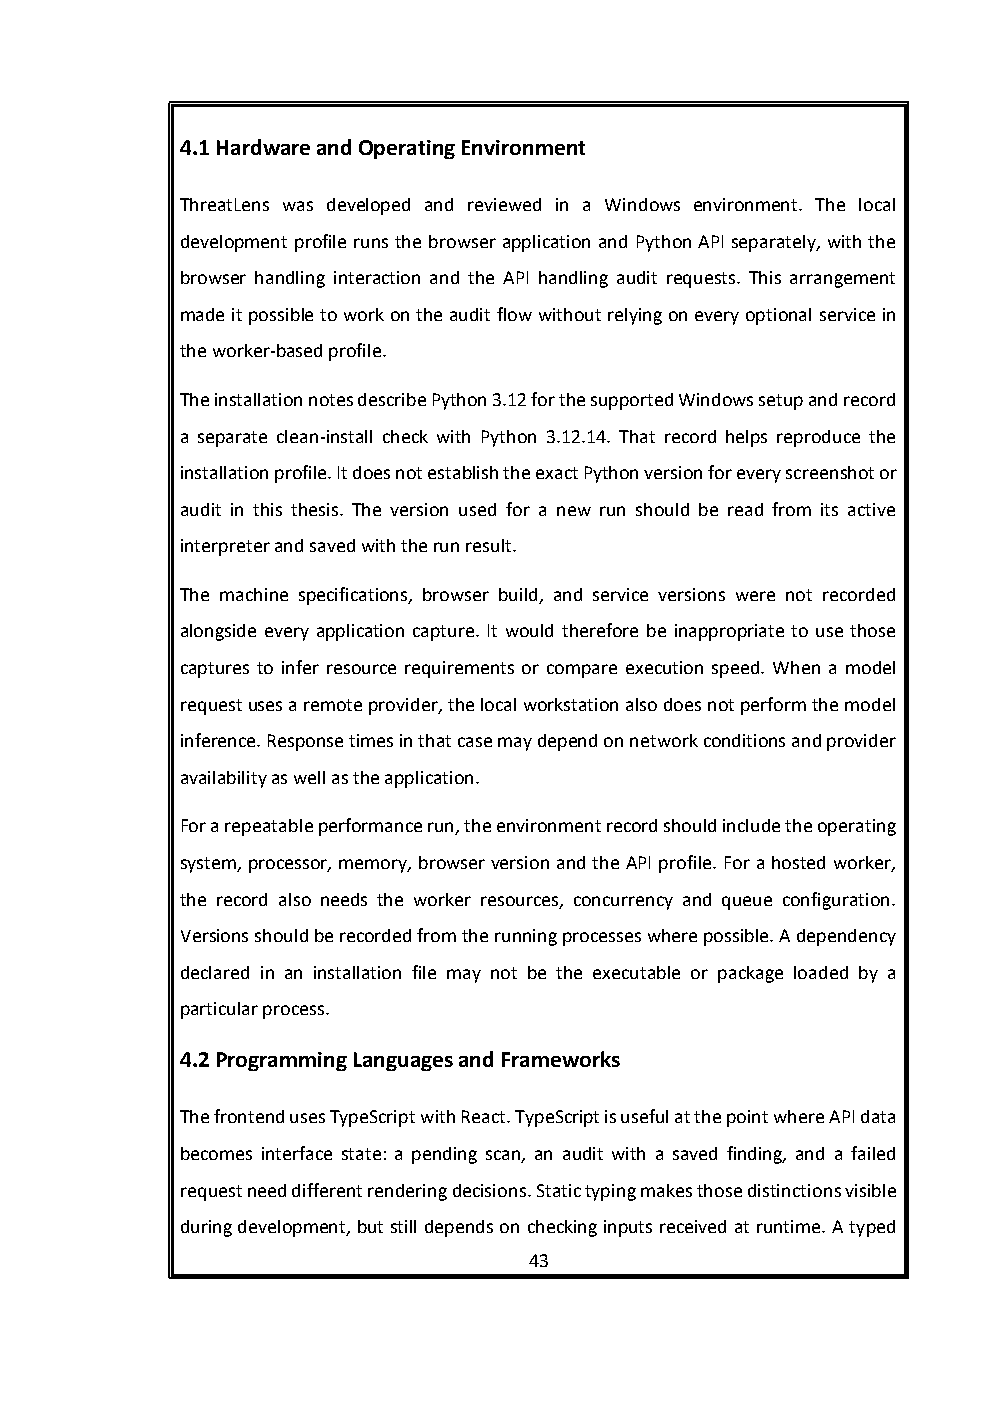 4.1 Hardware and Operating Environment
ThreatLens was developed and reviewed in a Windows environment. The local
development profile runs the browser application and Python API separately, with the
browser handling interaction and the API handling audit requests. This arrangement
made it possible to work on the audit flow without relying on every optional service in
the worker-based profile.
The installation notes describe Python 3.12 for the supported Windows setup and record
a separate clean-install check with Python 3.12.14. That record helps reproduce the
installation profile. It does not establish the exact Python version for every screenshot or
audit in this thesis. The version used for a new run should be read from its active
interpreter and saved with the run result.
The machine specifications, browser build, and service versions were not recorded
alongside every application capture. It would therefore be inappropriate to use those
captures to infer resource requirements or compare execution speed. When a model
request uses a remote provider, the local workstation also does not perform the model
inference. Response times in that case may depend on network conditions and provider
availability as well as the application.
For a repeatable performance run, the environment record should include the operating
system, processor, memory, browser version and the API profile. For a hosted worker,
the record also needs the worker resources, concurrency and queue configuration.
Versions should be recorded from the running processes where possible. A dependency
declared in an installation file may not be the executable or package loaded by a
particular process.
4.2 Programming Languages and Frameworks
The frontend uses TypeScript with React. TypeScript is useful at the point where API data
becomes interface state: a pending scan, an audit with a saved finding, and a failed
request need different rendering decisions. Static typing makes those distinctions visible
during development, but still depends on checking inputs received at runtime. A typed
43